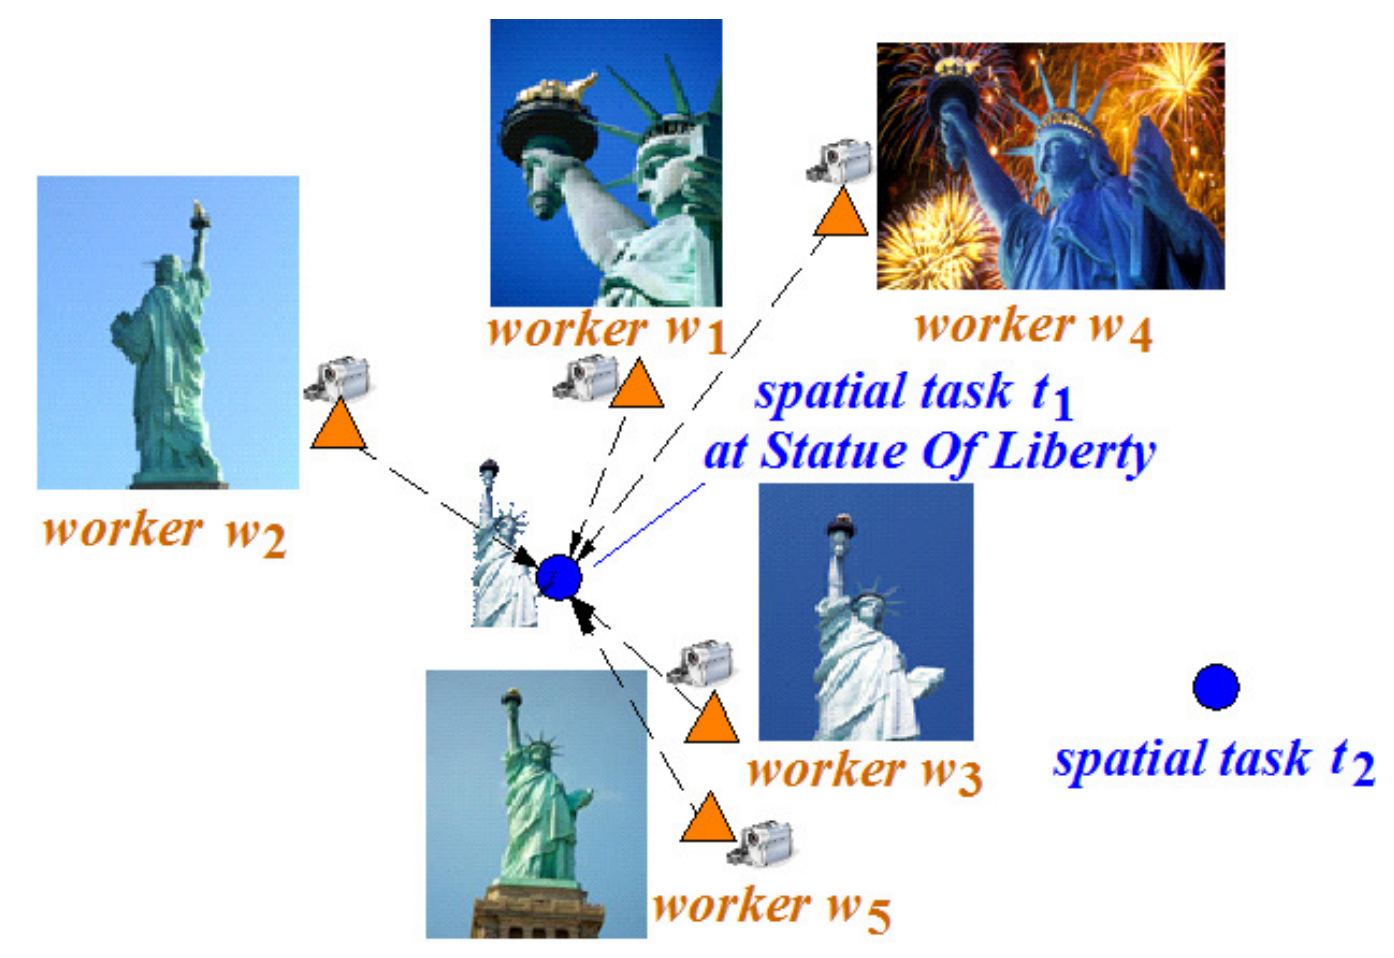 worker w1
worker w4
spatial task t1
at Statue Of Liberty
worker w2
worker w3
spatial task t2
worker w5